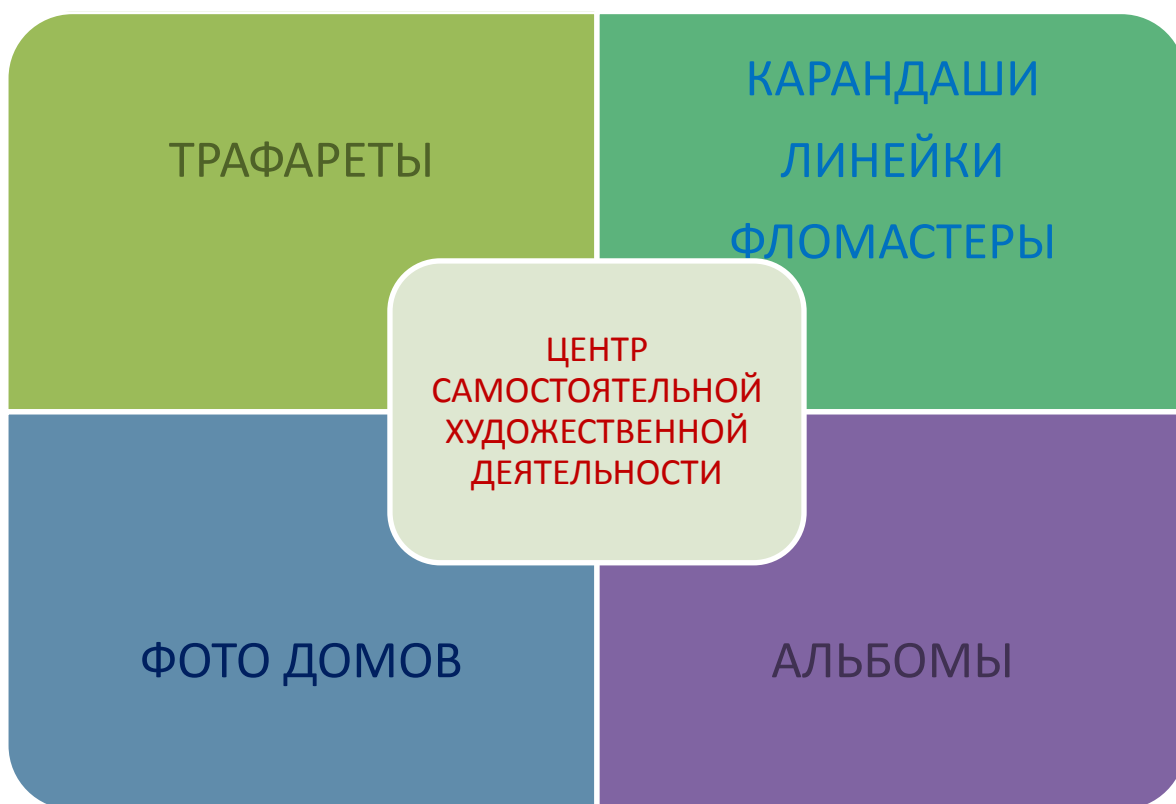 ТРАФАРЕТЫ
КАРАНДАШИ
ЛИНЕЙКИ
ФЛОМАСТЕРЫ
ЦЕНТР
САМОСТОЯТЕЛЬНОЙ
ХУДОЖЕСТВЕННОЙ
ДЕЯТЕЛЬНОСТИ
ФОТО ДОМОВ
АЛЬБОМЫ